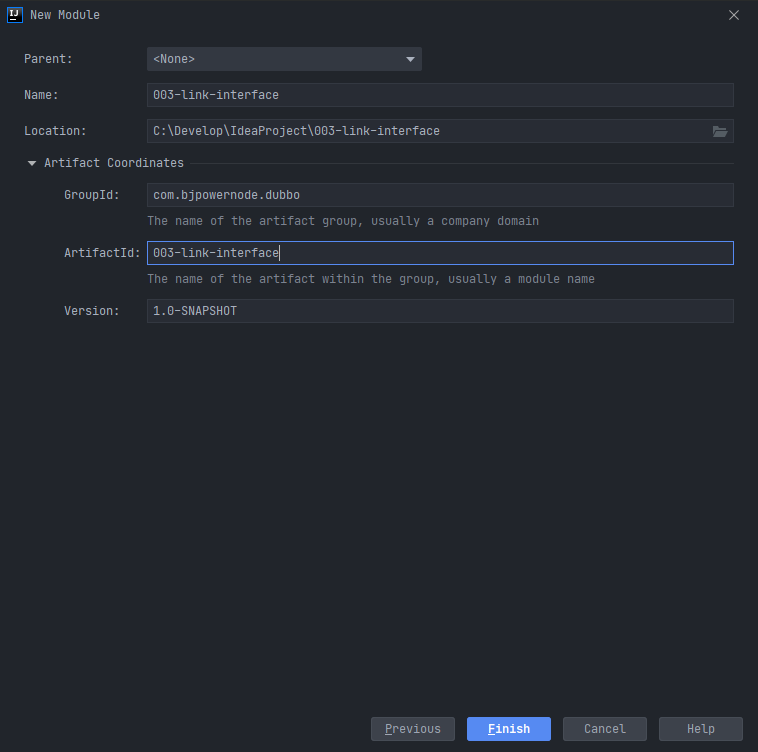 IJ New Module
Parent: <None>
Name: 003-link-interface
Location: C:\Develop\IdeaProject\003-link-interface
Artifact Coordinates
GroupId: com.bjpowernode.dubbo
The name of the artifact group, usually a company domain
ArtifactId: 003-link-interface
The name of the artifact within the group, usually a module name
Version: 1.0-SNAPSHOT
Previous Finish Cancel Help